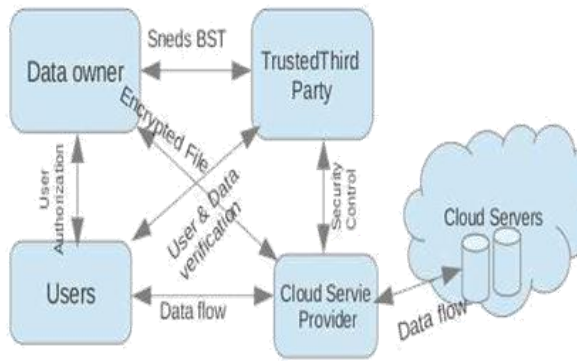 Sneds BST
Data owner
TrustedThird
Party
Encrypted File
User
Authorization
User & Data
verification
Security
Control
Cloud Servers
Users
Data flow
Cloud Servie
Provider
Data flow